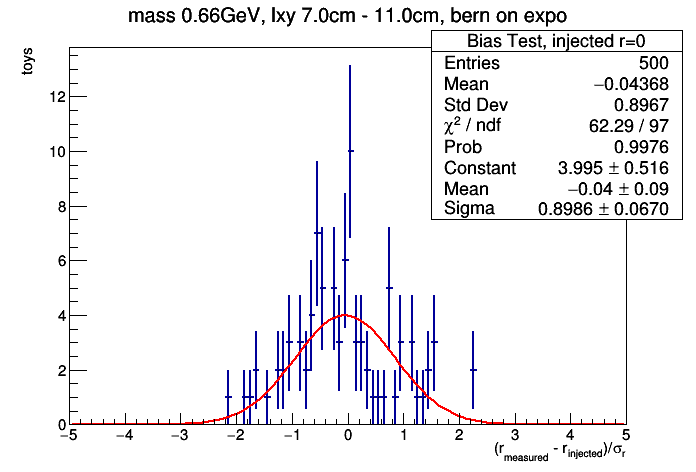 mass 0.66GeV, lxy 7.0cm - 11.0cm, bern on expo
toys
Bias Test, injected r=0
Entries 500
Mean −0.04368
Std Dev 0.8967
χ² / ndf 62.29 / 97
Prob 0.9976
Constant 3.995 ± 0.516
Mean −0.04 ± 0.09
Sigma 0.8986 ± 0.0670
12
10
8
6
4
2
0
−5 −4 −3 −2 −1 0 1 2 3 4 5
(r_measured - r_injected)/σ_r